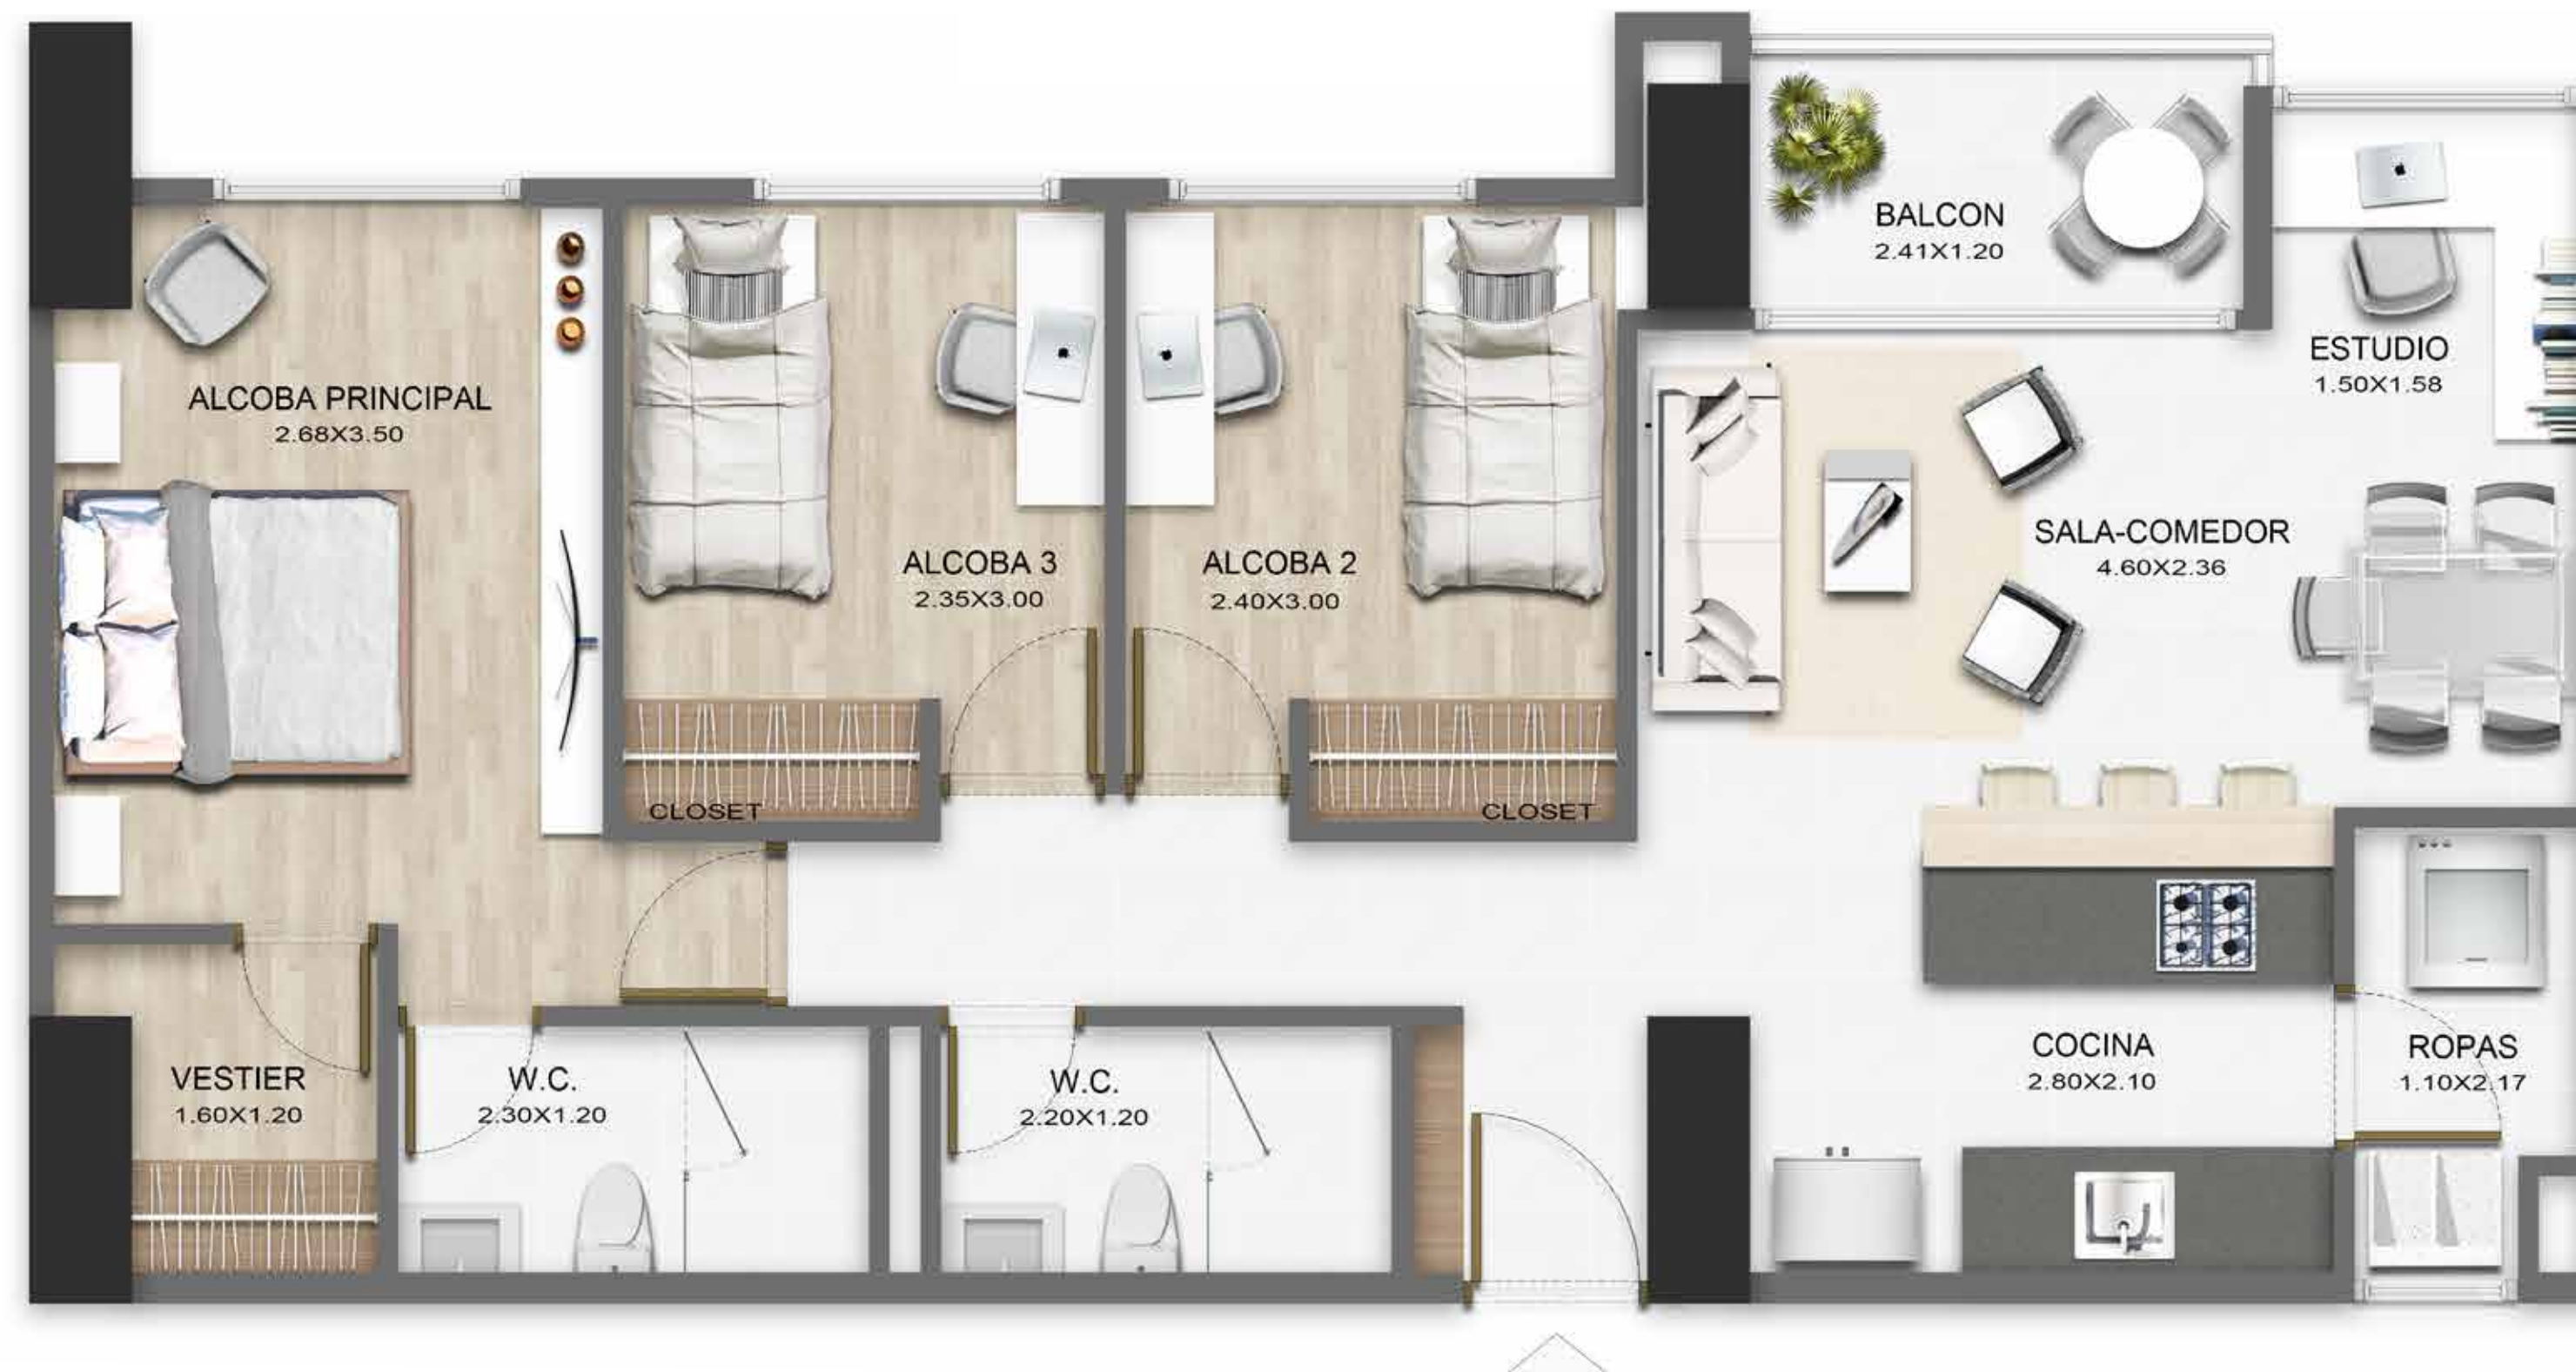 BALCON
2.41X1.20
ESTUDIO
1.50X1.58
ALCOBA PRINCIPAL
2.68X3.50
ALCOBA 3
2.35X3.00
ALCOBA 2
2.40X3.00
SALA-COMEDOR
4.60X2.36
CLOSET
CLOSET
VESTIER
1.60X1.20
W.C.
2.30X1.20
W.C.
2.20X1.20
COCINA
2.80X2.10
ROPAS
1.10X2.17